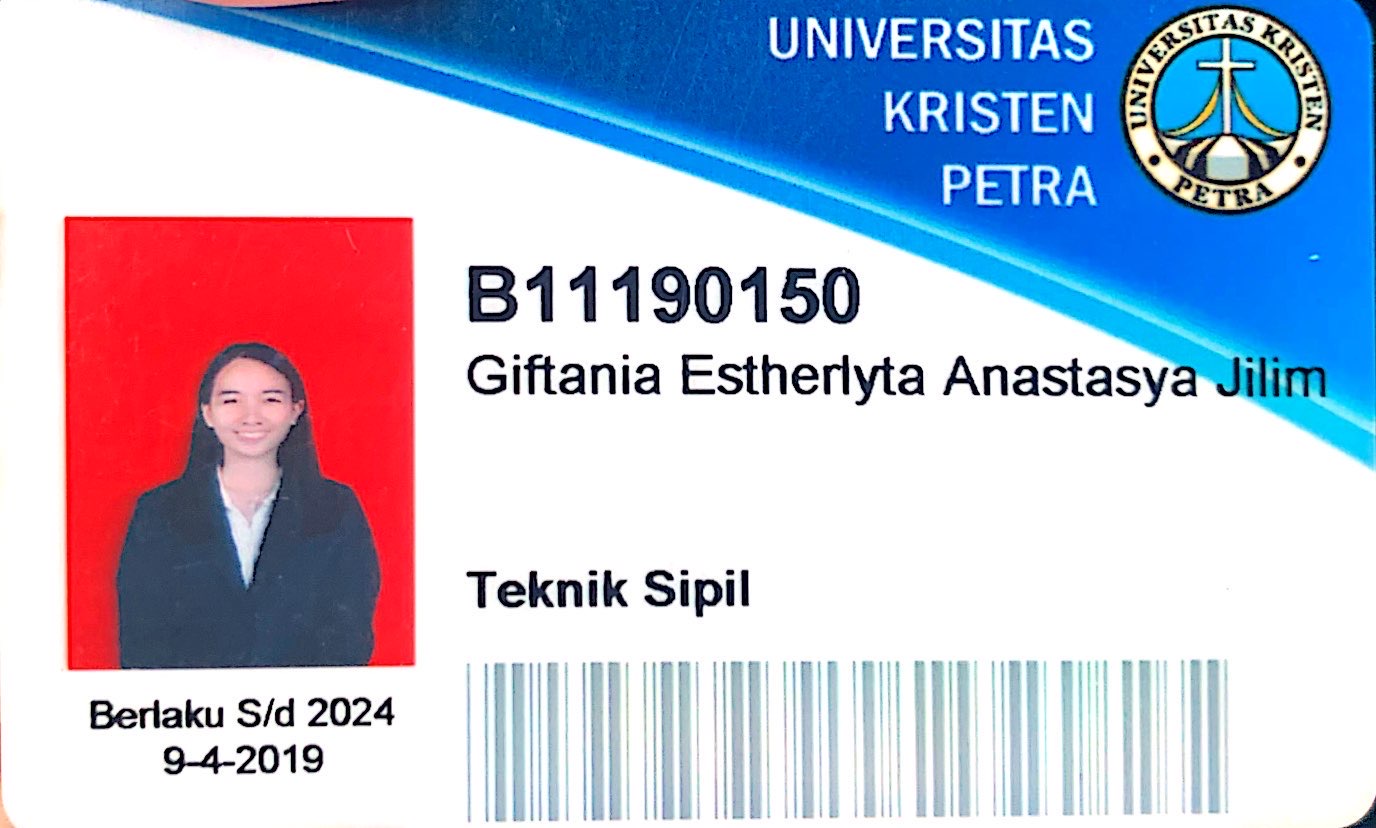 UNIVERSITAS
KRISTEN
PETRA
UNIVERSITAS KRISTEN
PETRA
B11190150
Giftania Estherlyta Anastasya Jilim
Teknik Sipil
Berlaku S/d 2024
9-4-2019